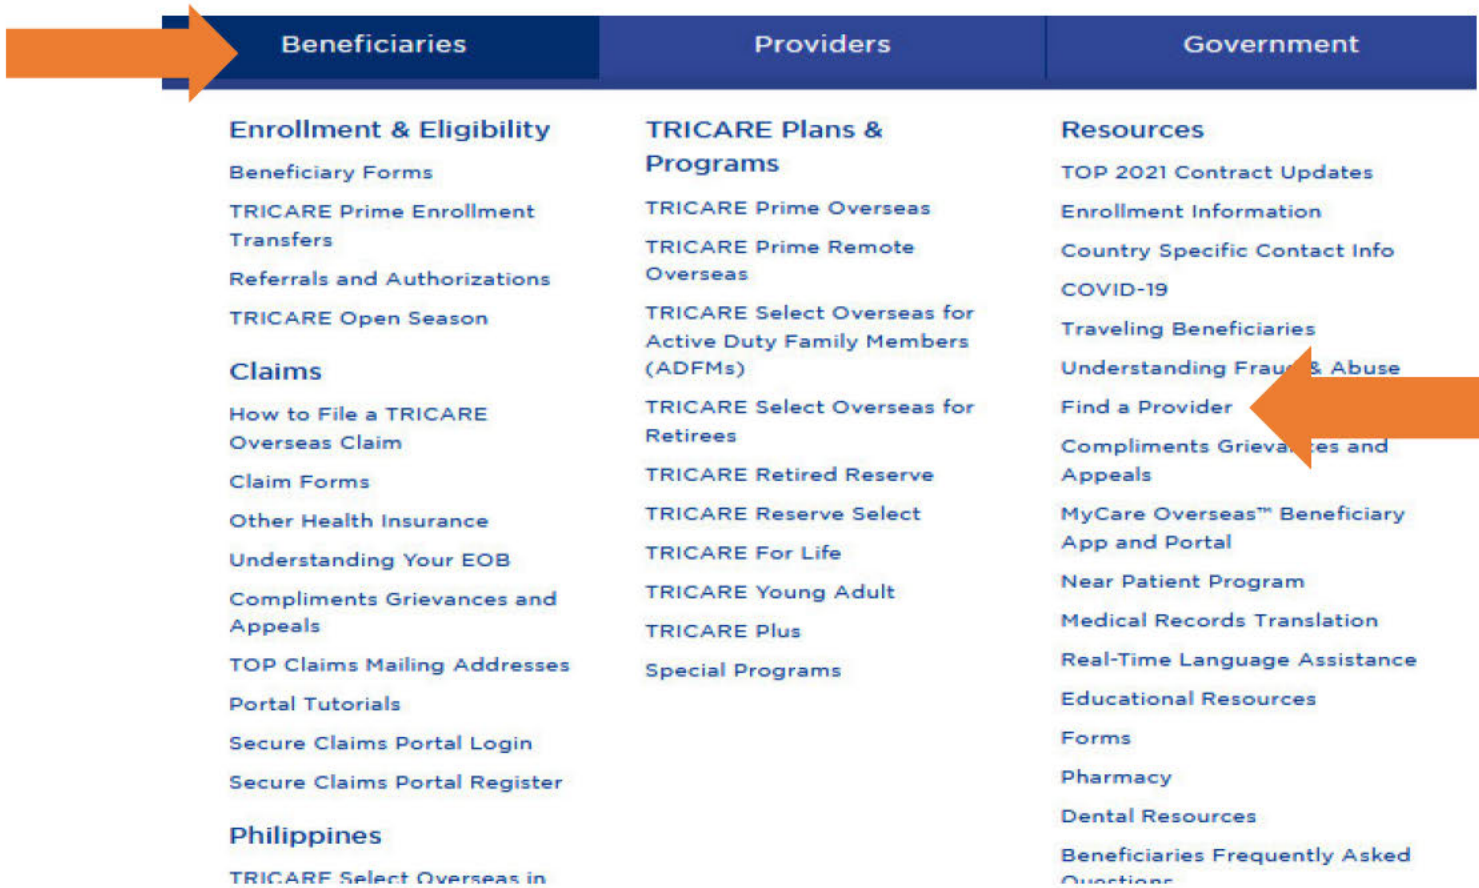 Beneficiaries
Providers
Government
Enrollment & Eligibility
Beneficiary Forms
TRICARE Prime Enrollment
Transfers
Referrals and Authorizations
TRICARE Open Season
Claims
How to File a TRICARE
Overseas Claim
Claim Forms
Other Health Insurance
Understanding Your EOB
Compliments Grievances and
Appeals
TOP Claims Mailing Addresses
Portal Tutorials
Secure Claims Portal Login
Secure Claims Portal Register
Philippines
TRICARE Select Overseas in
TRICARE Plans &
Programs
TRICARE Prime Overseas
TRICARE Prime Remote
Overseas
TRICARE Select Overseas for
Active Duty Family Members
(ADFMs)
TRICARE Select Overseas for
Retirees
TRICARE Retired Reserve
TRICARE Reserve Select
TRICARE For Life
TRICARE Young Adult
TRICARE Plus
Special Programs
Resources
TOP 2021 Contract Updates
Enrollment Information
Country Specific Contact Info
COVID-19
Traveling Beneficiaries
Understanding Fraud & Abuse
Find a Provider
Compliments Grievances and
Appeals
MyCare Overseas™ Beneficiary
App and Portal
Near Patient Program
Medical Records Translation
Real-Time Language Assistance
Educational Resources
Forms
Pharmacy
Dental Resources
Beneficiaries Frequently Asked
Questions